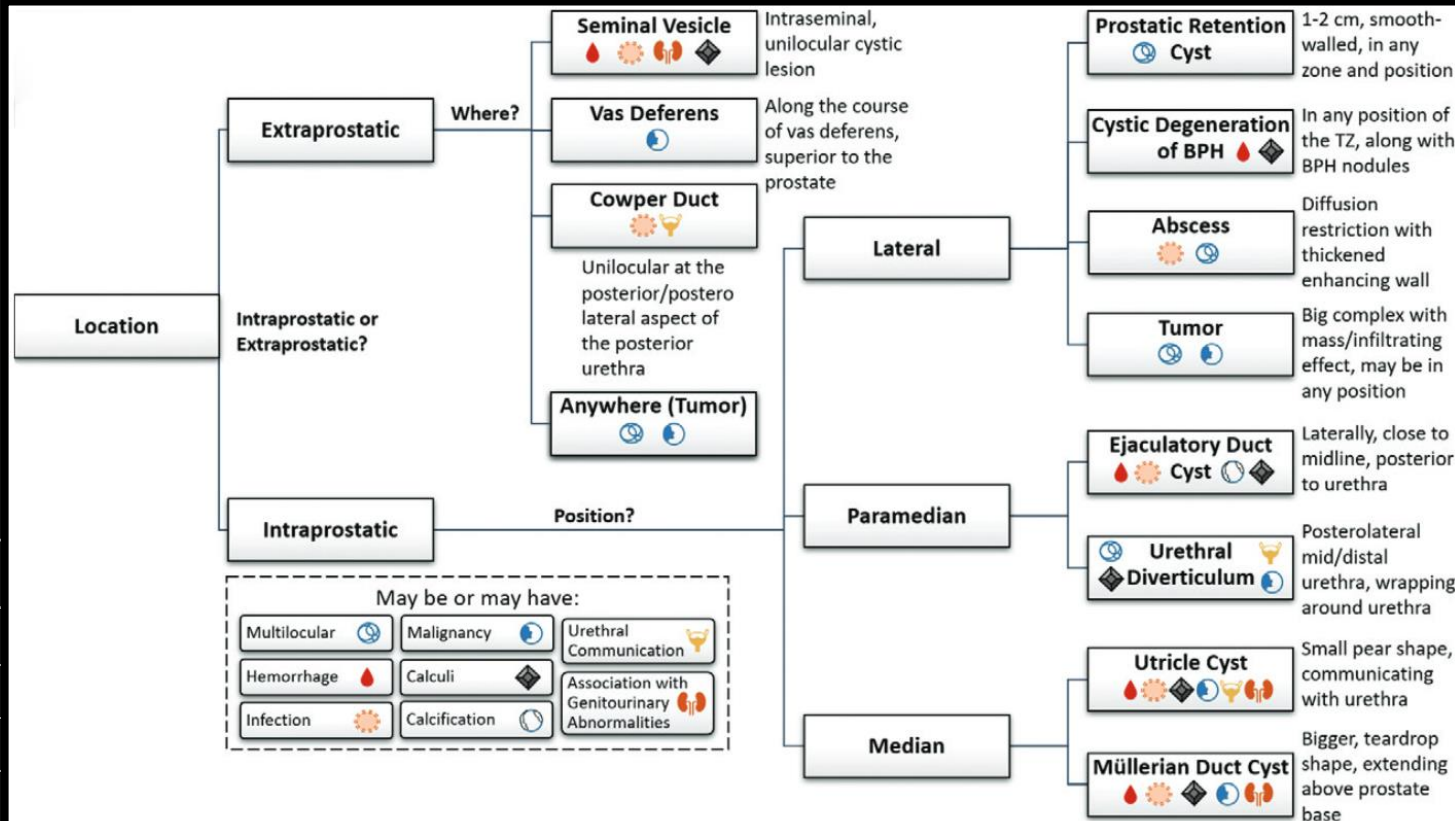 Location
Intraprostatic or
Extraprostatic?
Extraprostatic
Where?
Seminal Vesicle
Intraseminal,
unilocular cystic
lesion
Vas Deferens
Along the course
of vas deferens,
superior to the
prostate
Cowper Duct
Unilocular at the
posterior/postero
lateral aspect of
the posterior
urethra
Anywhere (Tumor)
Intraprostatic
Position?
Lateral
Prostatic Retention
Cyst
1-2 cm, smooth-
walled, in any
zone and position
Cystic Degeneration
of BPH
In any position of
the TZ, along with
BPH nodules
Abscess
Diffusion
restriction with
thickened
enhancing wall
Tumor
Big complex with
mass/infiltrating
effect, may be in
any position
Paramedian
Ejaculatory Duct
Cyst
Laterally, close to
midline, posterior
to urethra
Urethral
Diverticulum
Posterolateral
mid/distal
urethra, wrapping
around urethra
Median
Utricle Cyst
Small pear shape,
communicating
with urethra
Müllerian Duct Cyst
Bigger, teardrop
shape, extending
above prostate
base
May be or may have:
Multilocular
Malignancy
Urethral
Communication
Hemorrhage
Calculi
Association with
Genitourinary
Abnormalities
Infection
Calcification